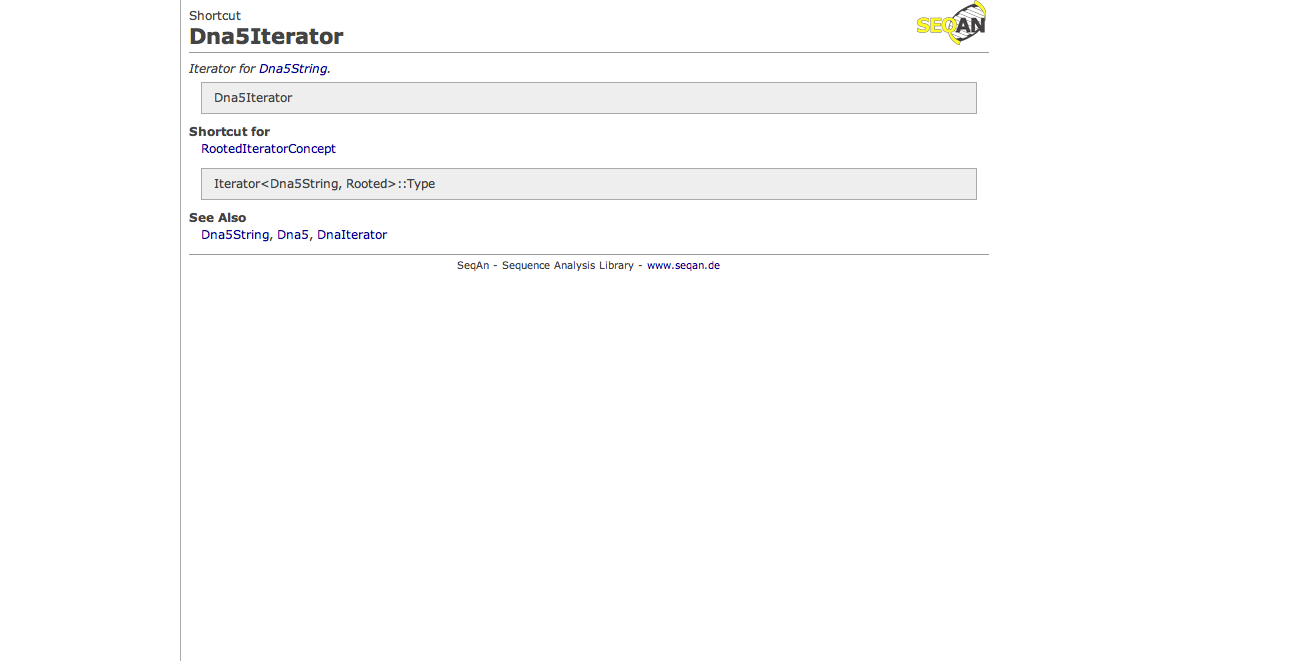 Shortcut
Dna5Iterator
SEQAN
Iterator for Dna5String.
Dna5Iterator
Shortcut for
RootedIteratorConcept
Iterator<Dna5String, Rooted>::Type
See Also
Dna5String, Dna5, DnaIterator
SeqAn - Sequence Analysis Library - www.seqan.de